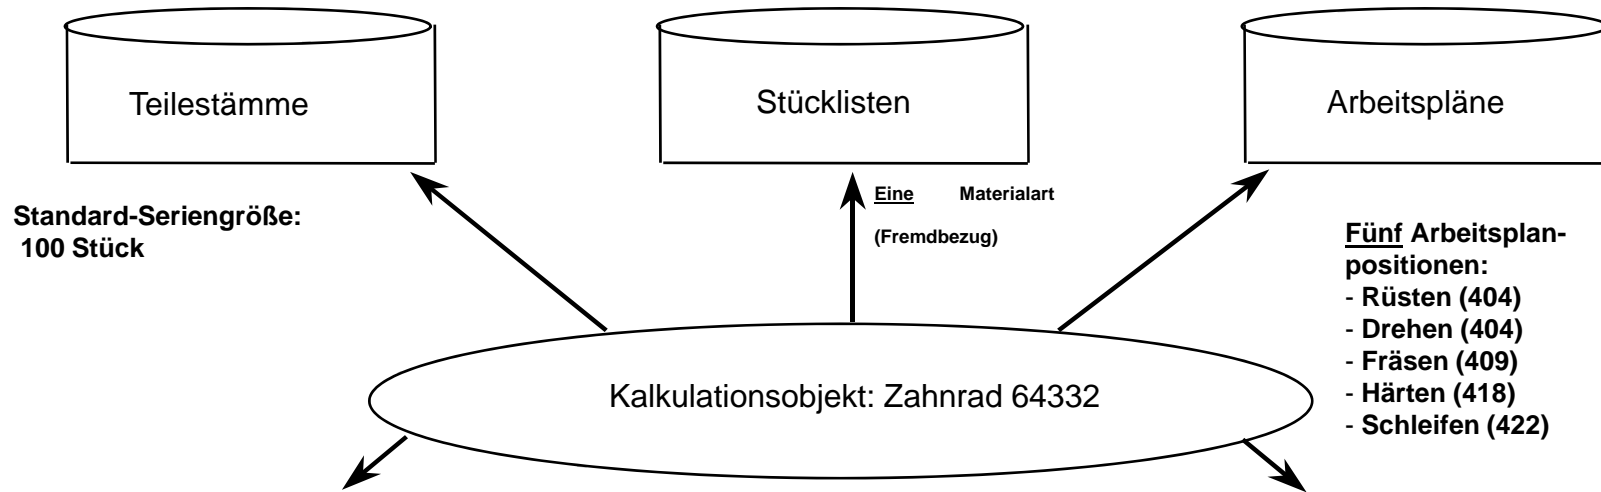 Teilestämme
Stücklisten
Arbeitspläne
Standard-Seriengröße:
100 Stück
Eine Materialart
(Fremdbezug)
Fünf Arbeitsplan-
positionen:
- Rüsten (404)
- Drehen (404)
- Fräsen (409)
- Härten (418)
- Schleifen (422)
Kalkulationsobjekt: Zahnrad 64332